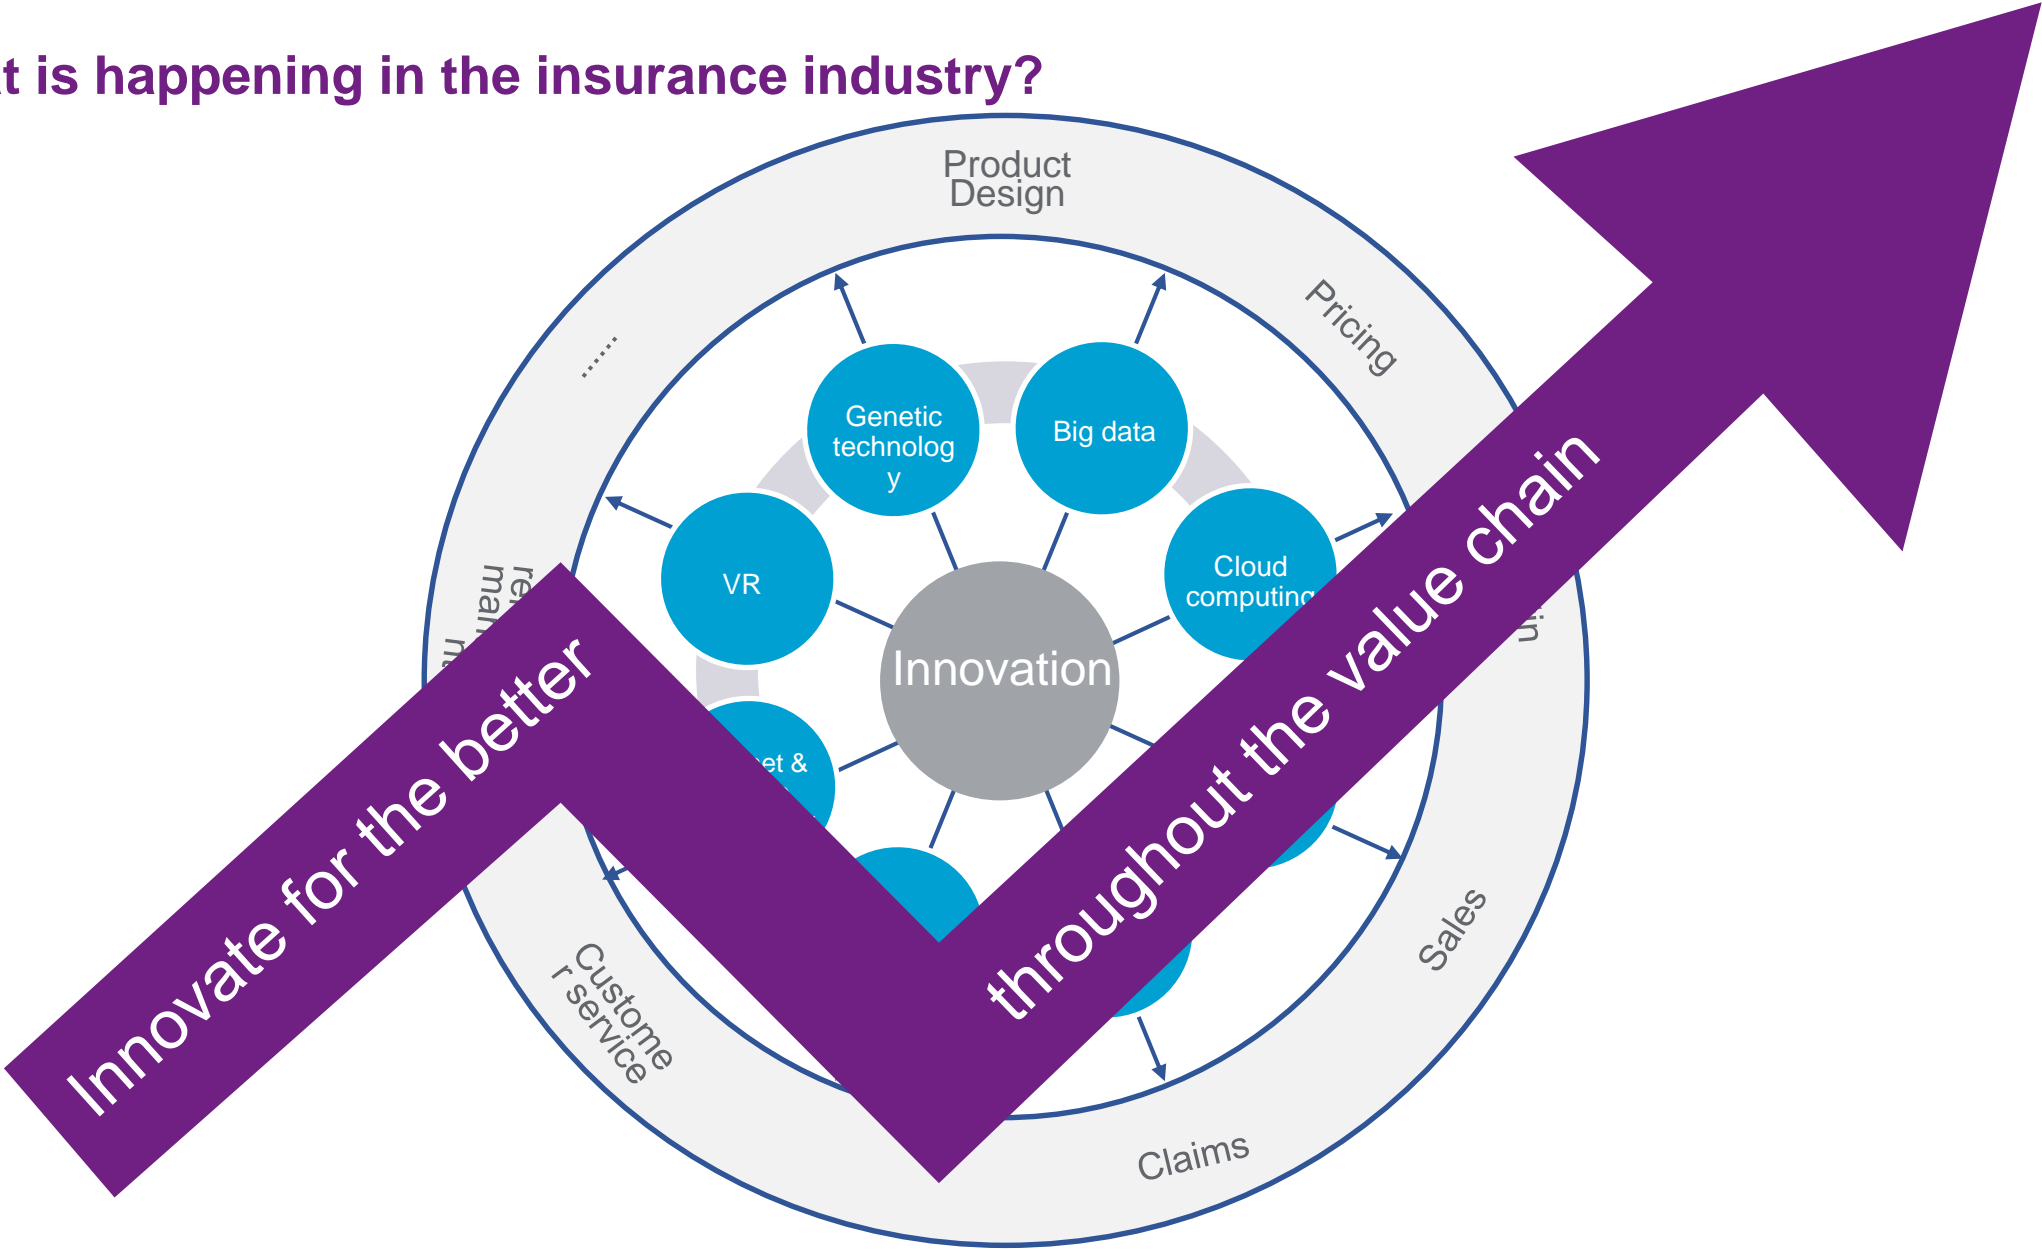 is happening in the insurance industry?
Product
Design
Pricing
......
Genetic
technolog
y
Big data
Cloud
computing
VR
Innovation
&
Innovate for the better
throughout the value chain
Sales
Custome
r service
Claims